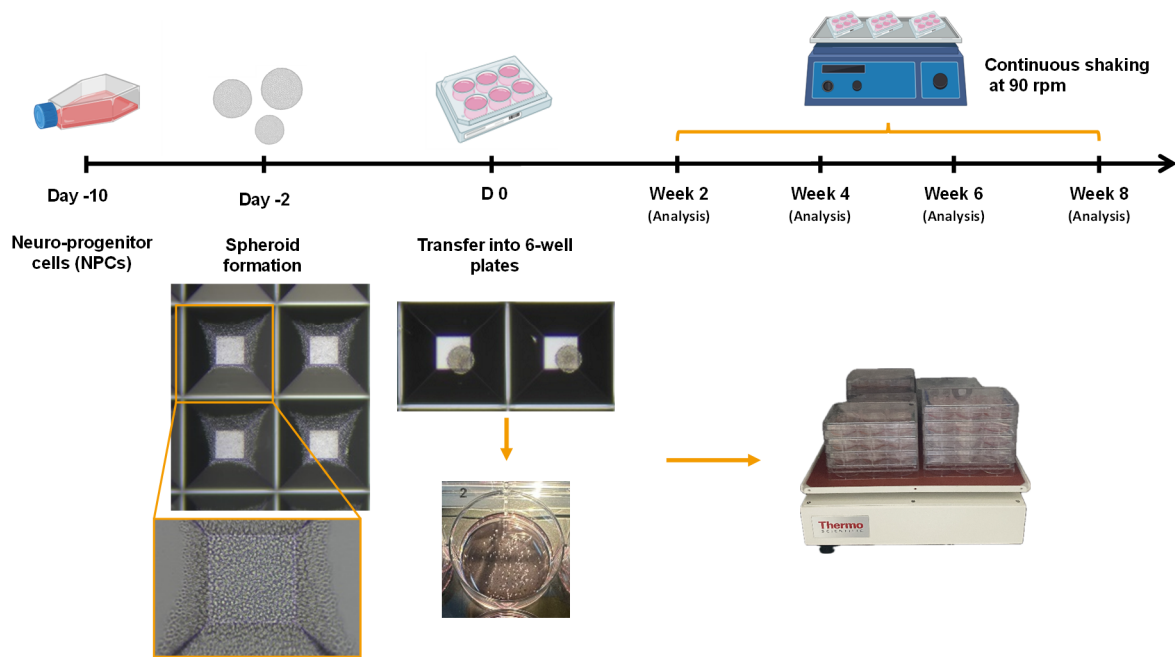 Continuous shaking
at 90 rpm
Day -10
Day -2
D 0
Week 2
(Analysis)
Week 4
(Analysis)
Week 6
(Analysis)
Week 8
(Analysis)
Neuro-progenitor
cells (NPCs)
Spheroid
formation
Transfer into 6-well
plates
2
Thermo
SCIENTIFIC